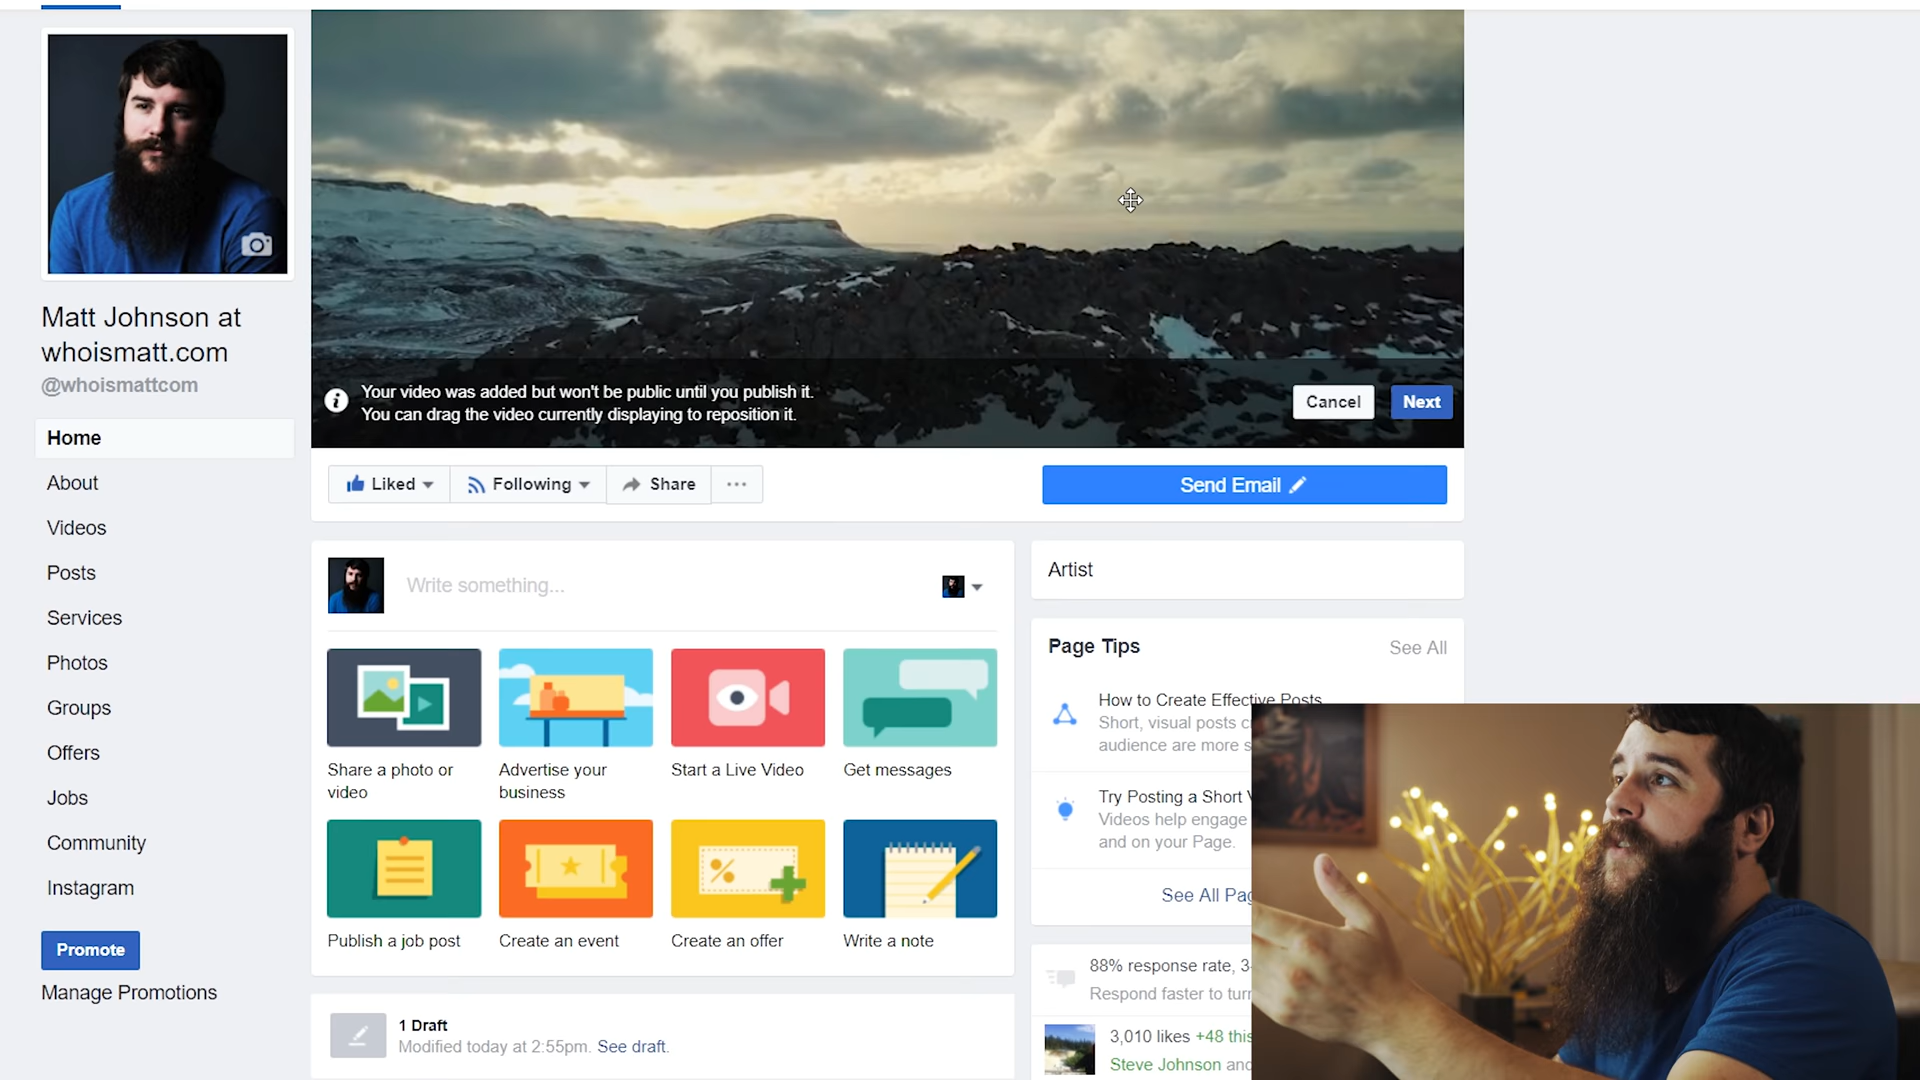 Matt Johnson at
whoismatt.com
@whoismattcom
Home
About
Videos
Posts
Services
Photos
Groups
Offers
Jobs
Community
Instagram
Promote
Manage Promotions
Your video was added but won't be public until you publish it.
You can drag the video currently displaying to reposition it.
Cancel
Next
Liked
Following
Share
Send Email
Write something...
Share a photo or
video
Advertise your
business
Start a Live Video
Get messages
Publish a job post
Create an event
Create an offer
Write a note
1 Draft
Modified today at 2:55pm. See draft.
Artist
Page Tips
See All
How to Create Effective Posts
Short, visual posts
audience are more
Try Posting a Short
Videos help engage
and on your Page.
See All
88% response rate,
Respond faster to
3,010 likes +48
Steve Johnson and